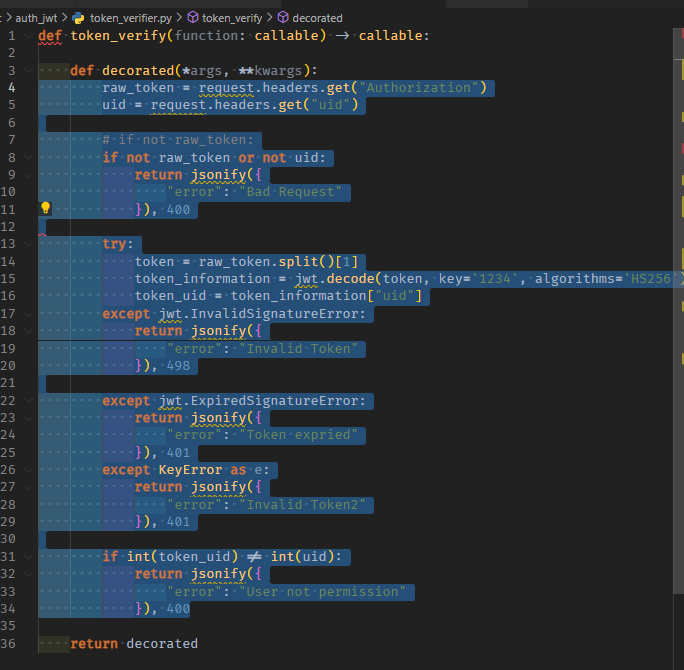 auth_jwt > token_verifier.py > token_verify > decorated
1 def token_verify(function: callable) -> callable:
2
3 def decorated(*args, **kwargs):
4 raw_token = request.headers.get("Authorization")
5 uid = request.headers.get("uid")
6
7 # if not raw_token:
8 if not raw_token or not uid:
9 return jsonify({
10 "error": "Bad Request"
11 }), 400
12
13 try:
14 token = raw_token.split()[1]
15 token_information = jwt.decode(token, key='1234', algorithms='HS256')
16 token_uid = token_information["uid"]
17 except jwt.InvalidSignatureError:
18 return jsonify({
19 "error": "Invalid Token"
20 }), 498
21
22 except jwt.ExpiredSignatureError:
23 return jsonify({
24 "error": "Token expried"
25 }), 401
26 except KeyError as e:
27 return jsonify({
28 "error": "Invalid Token2"
29 }), 401
30
31 if int(token_uid) != int(uid):
32 return jsonify({
33 "error": "User not permission"
34 }), 400
35
36 return decorated